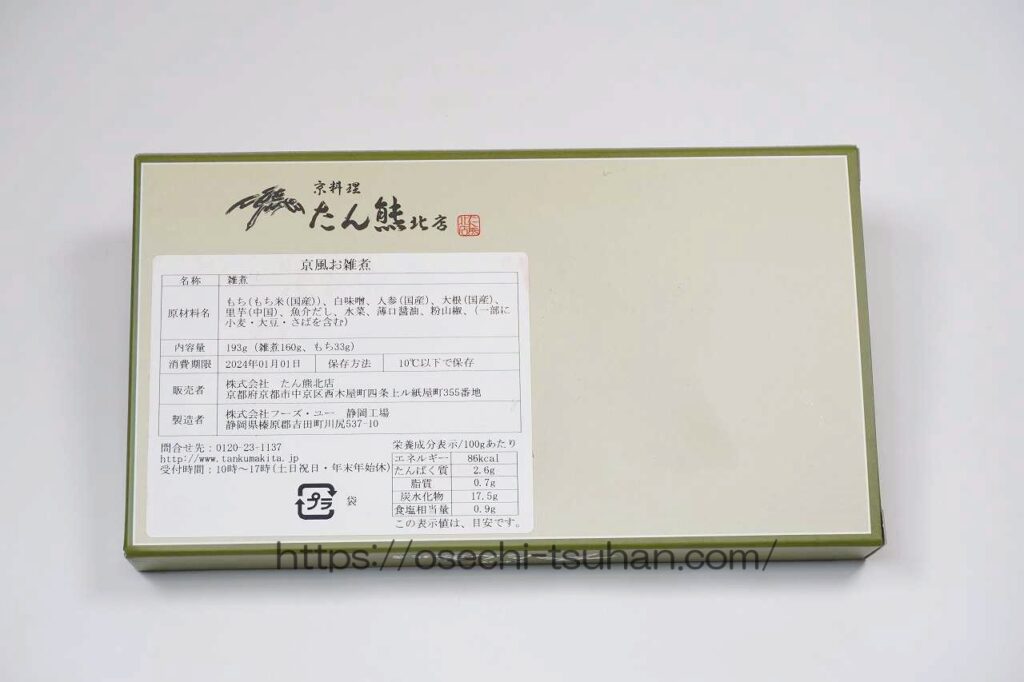 京料理
たん熊北店
京風お雑煮
名称 雑煮
原材料名 もち(もち米(国産))、白味噌、人参(国産)、大根(国産)、
里芋(中国)、魚介だし、水菜、薄口醤油、粉山椒、(一部に
小麦・大豆・さばを含む)
内容量 193g (雑煮160g、もち33g)
消費期限 2024年01月01日 保存方法 10℃以下で保存
販売者 株式会社 たん熊北店
京都府京都市中京区西木屋町四条上ル紙屋町355番地
製造者 株式会社フーズ・ユー 静岡工場
静岡県榛原郡吉田町川尻537-10
問合せ先：0120-23-1137
http://www.tankumakita.jp
受付時間：10時～17時(土日祝日・年末年始休)
プラ 袋
栄養成分表示/100gあたり
エネルギー 86kcal
たんぱく質 2.6g
脂質 0.7g
炭水化物 17.5g
食塩相当量 0.9g
この表示値は、目安です。
https://osechi-tsuhan.com/